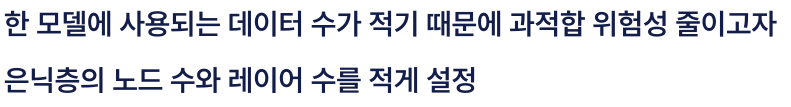 한 모델에 사용되는 데이터 수가 적기 때문에 과적합 위험성 줄이고자
은닉층의 노드 수와 레이어 수를 적게 설정